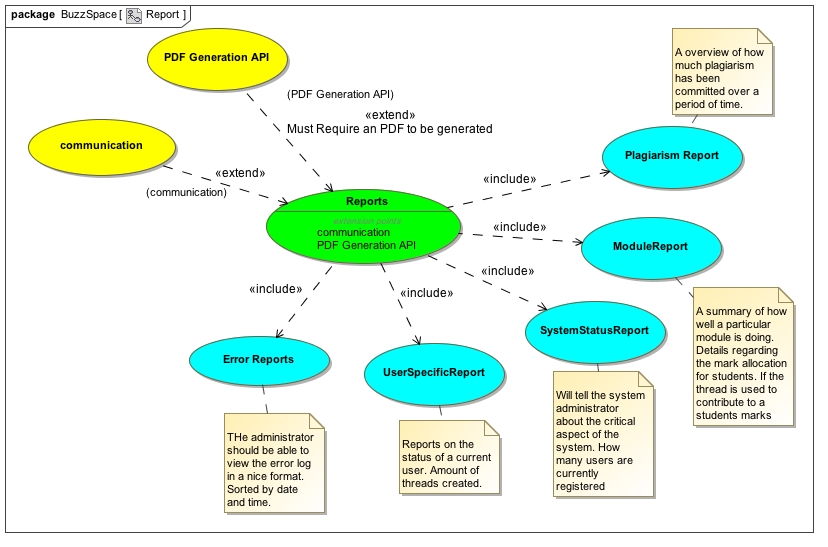 package BuzzSpace [ Report ]
PDF Generation API
(PDF Generation API)
«extend»
Must Require an PDF to be generated
communication
«extend»
(communication)
Reports
extension points
communication
PDF Generation API
«include»
Plagiarism Report
A overview of how
much plagiarism
has been
committed over a
period of time.
«include»
ModuleReport
A summary of how
well a particular
module is doing.
Details regarding
the mark allocation
for students. If the
thread is used to
contribute to a
students marks
«include»
SystemStatusReport
Will tell the system
administrator
about the critical
aspect of the
system. How
many users are
currently
registered
«include»
UserSpecificReport
Reports on the
status of a current
user. Amount of
threads created.
«include»
Error Reports
THe administrator
should be able to
view the error log
in a nice format.
Sorted by date
and time.